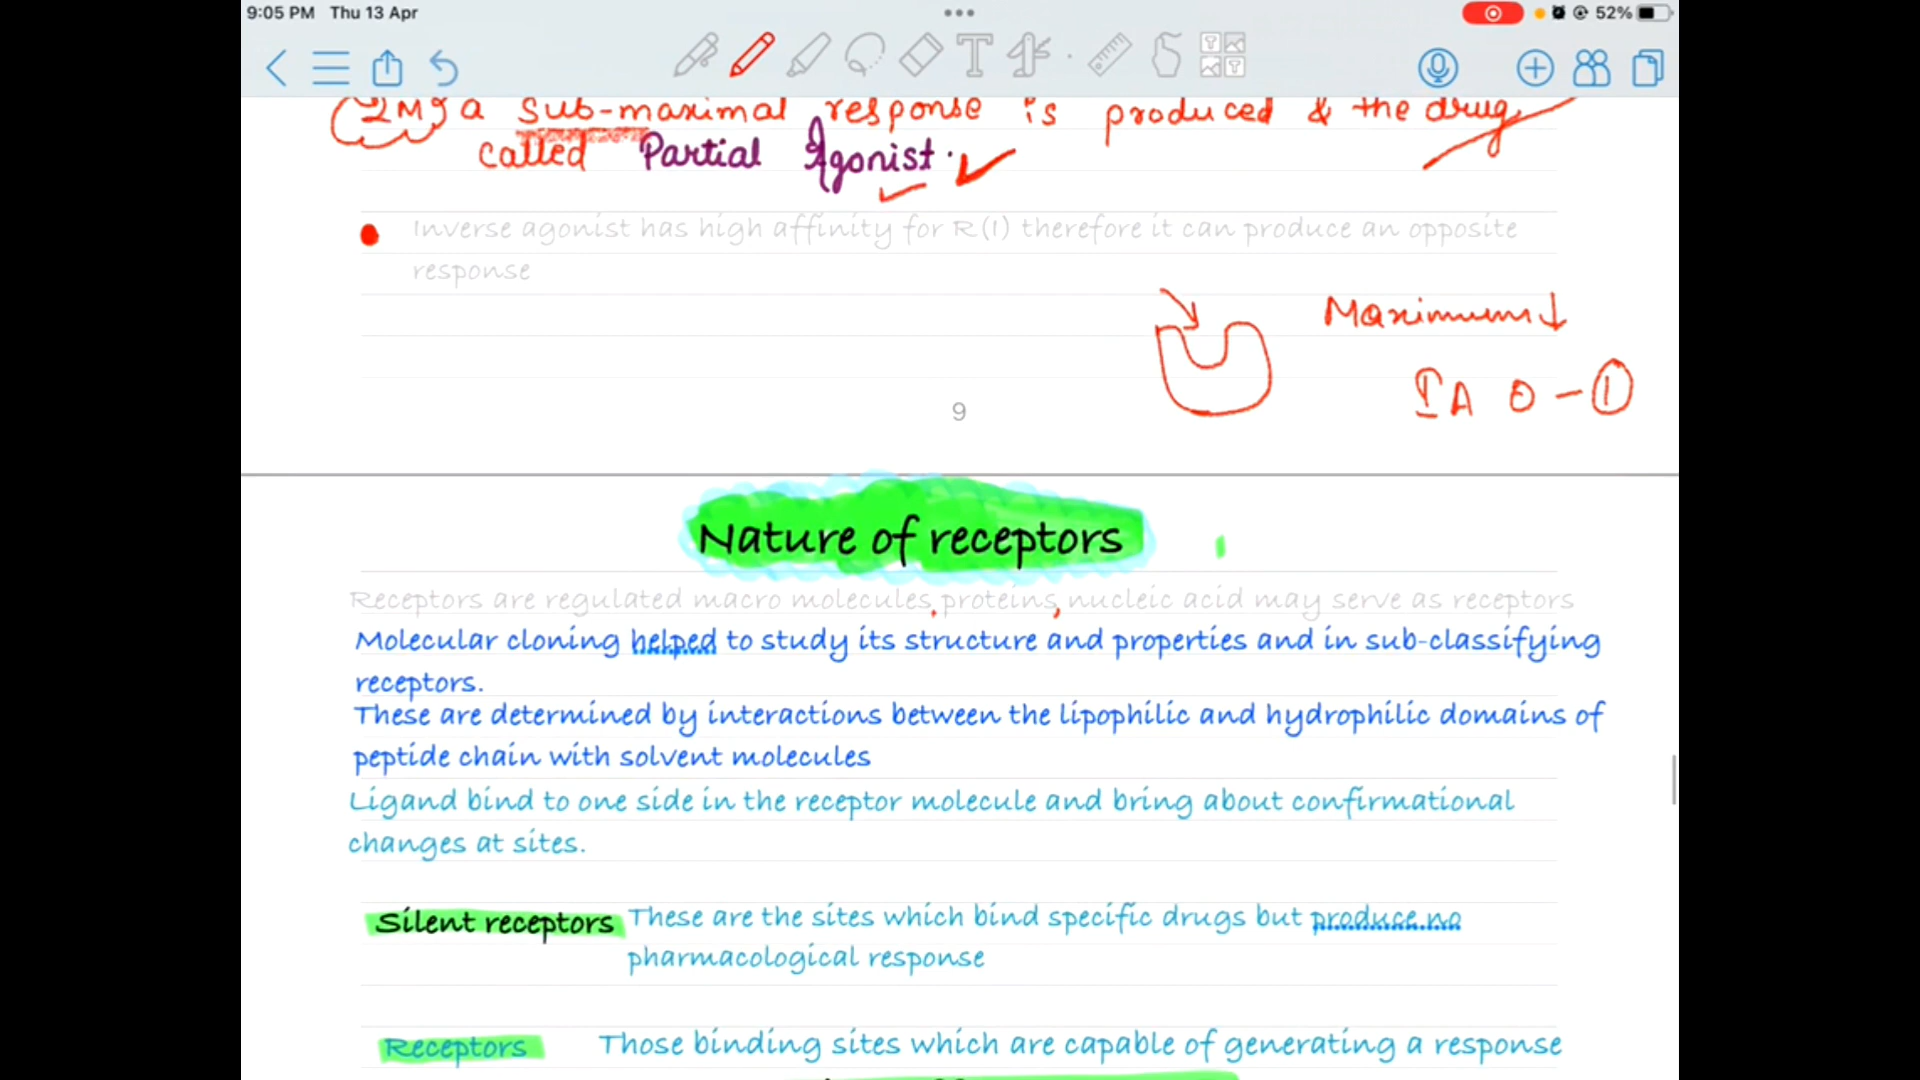 9:05 PM Thu 13 Apr
52%
a sub-maximal response is produced & the drug
called Partial Agonist.
Inverse agonist has high affinity for R(I) therefore it can produce an opposite
response
Maximum↓
IA 0 - 1
9
Nature of receptors
Receptors are regulated macro molecules, proteins, nucleic acid may serve as receptors
Molecular cloning helped to study its structure and properties and in sub-classifying
receptors.
These are determined by interactions between the lipophilic and hydrophilic domains of
peptide chain with solvent molecules
Ligand bind to one side in the receptor molecule and bring about confirmational
changes at sites.
Silent receptors These are the sites which bind specific drugs but produce no
pharmacological response
Receptors Those binding sites which are capable of generating a response